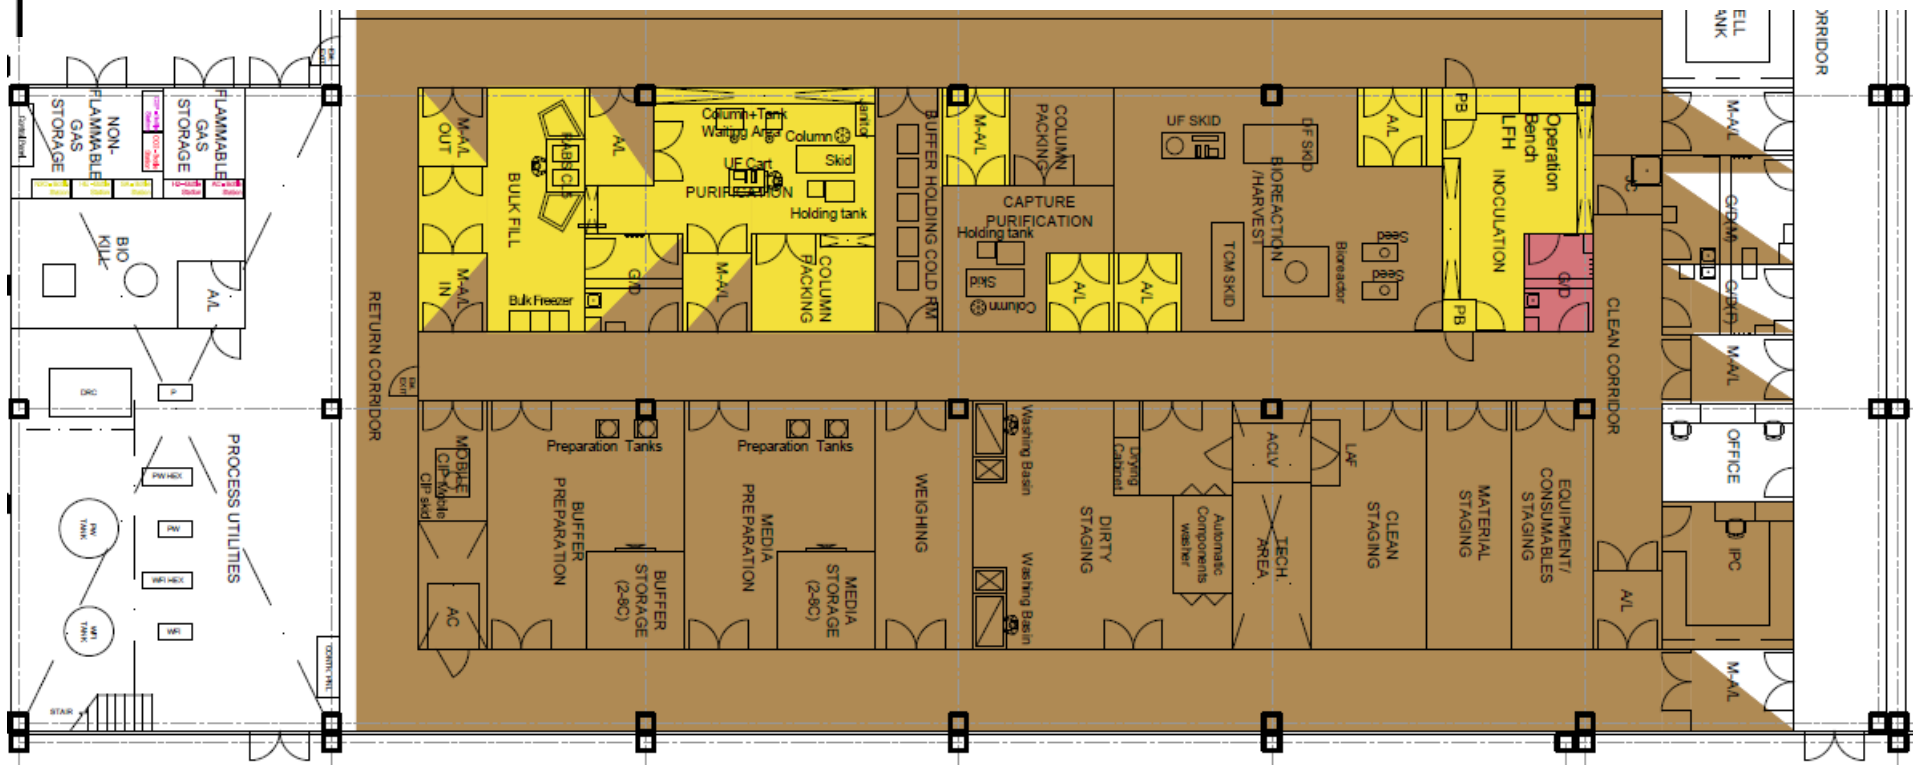 NON-
FLAMMABLE
GAS
STORAGE
FLAMMABLE
GAS
STORAGE
BIO
KILL
A/L
DRC
P
PW HEX
PW
WFI HEX
WFI
PW
TANK
WFI
TANK
PROCESS UTILITIES
STAIR
RETURN CORRIDOR
EM.
EXIT
M-A/L
OUT
M-A/L
IN
BULK FILL
RABS CL5
Bulk Freezer
A/L
G/D
Column+Tank
Waiting Area
Column
Skid
UF Cart
PURIFICATION
Holding tank
Janitor
M-A/L
COLUMN
PACKING
BUFFER HOLDING COLD RM
M-A/L
COLUMN
PACKING
CAPTURE
PURIFICATION
Holding tank
Skid
Column
A/L
A/L
UF SKID
DF SKID
BIOREACTION
/HARVEST
TCM SKID
Bioreactor
Seed
Seed
A/L
PB
PB
Operation
Bench
LFH
INOCULATION
G/D
CLEAN CORRIDOR
JC
M-A/L
G/D(M)
G/D(F)
M-A/L
OFFICE
IPC
A/L
M-A/L
MOBILE
CIP
Mobile
CIP skid
AC
Preparation Tanks
BUFFER
PREPARATION
BUFFER
STORAGE
(2-8C)
Preparation Tanks
MEDIA
PREPARATION
MEDIA
STORAGE
(2-8C)
WEIGHING
Washing Basin
Washing Basin
DIRTY
STAGING
Drying
Cabinet
Automatic
Components
washer
ACLV
TECH.
AREA
LAF
CLEAN
STAGING
MATERIAL
STAGING
EQUIPMENT/
CONSUMABLES
STAGING